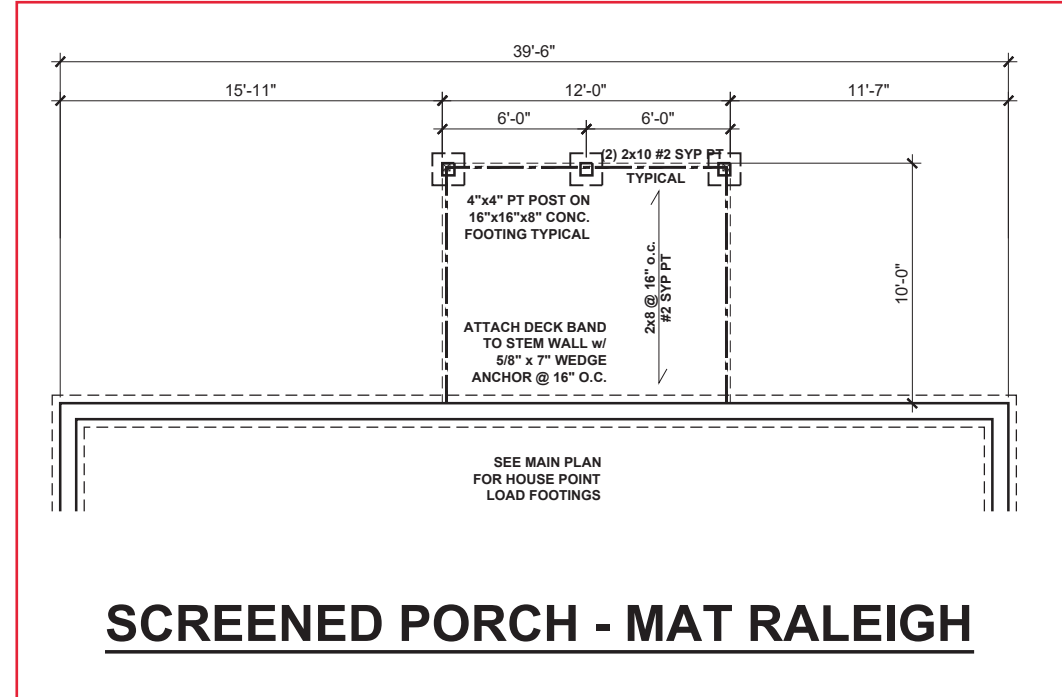 39'-6"
15'-11"
12'-0"
11'-7"
6'-0"
6'-0"
(2) 2x10 #2 SYP PT
TYPICAL
4"x4" PT POST ON
16"x16"x8" CONC.
FOOTING TYPICAL
2x8 @ 16" o.c.
#2 SYP PT
10'-0"
ATTACH DECK BAND
TO STEM WALL w/
5/8" x 7" WEDGE
ANCHOR @ 16" O.C.
SEE MAIN PLAN
FOR HOUSE POINT
LOAD FOOTINGS
SCREENED PORCH - MAT RALEIGH